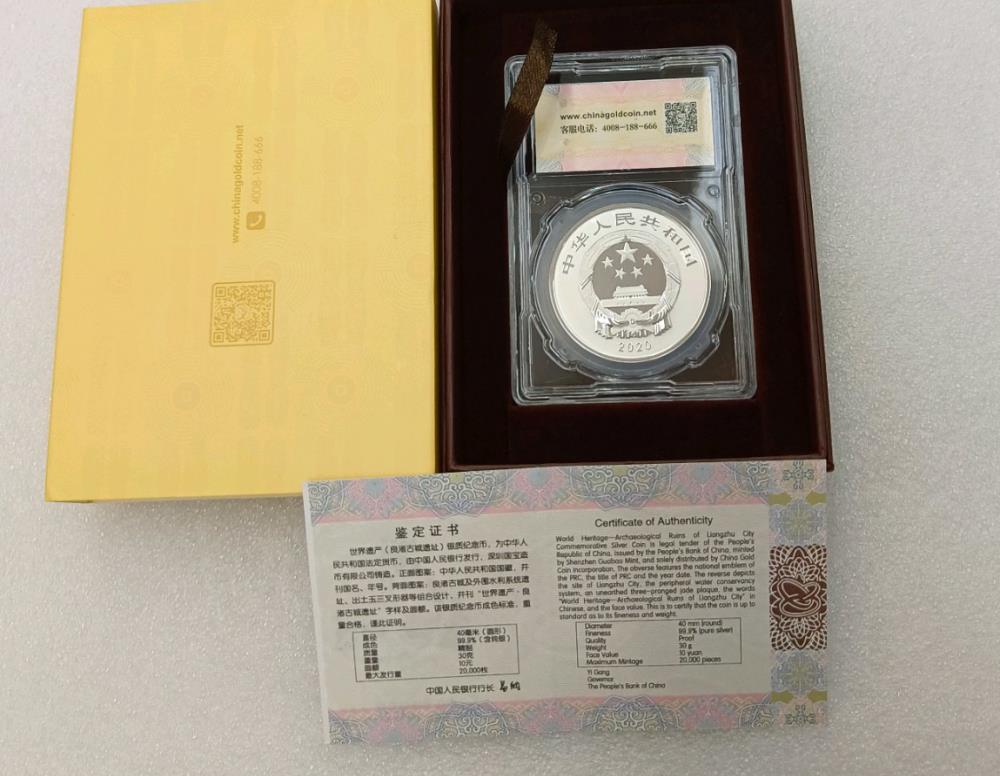 www.chinagoldcoin.net
4008-188-666
www.chinagoldcoin.net
客服电话：4008-188-666
中华人民共和国
2020
鉴定证书
世界遗产（良渚古城遗址）银质纪念币，为中华人
民共和国法定货币，由中国人民银行发行，深圳国宝造
币有限公司铸造。正面图案：中华人民共和国国徽，并
刊国名、年号。背面图案：良渚古城及外围水利系统遗
址、出土玉三叉形器等组合设计，并刊“世界遗产·良
渚古城遗址”字样及面额。该银质纪念币成色标准，重
量合格，谨此证明。
直径 40毫米（圆形）
成色 99.9%（含纯银）
质量 精制
重量 30克
面额 10元
最大发行量 20,000枚
中国人民银行行长
Certificate of Authenticity
World Heritage—Archaeological Ruins of Liangzhu City
Commemorative Silver Coin is legal tender of the People's
Republic of China, issued by the People's Bank of China, minted
by Shenzhen Guobao Mint, and solely distributed by China Gold
Coin Incorporation. The obverse features the national emblem of
the PRC, the title of PRC and the year date. The reverse depicts
the site of Liangzhu City, the peripheral water conservancy
system, an unearthed three-pronged jade plaque, the words
"World Heritage—Archaeological Ruins of Liangzhu City" in
Chinese, and the face value. This is to certify that the coin is up to
standard as to its fineness and weight.
Diameter 40 mm (round)
Fineness 99.9% (pure silver)
Quality Proof
Weight 30 g
Face Value 10 yuan
Maximum Mintage 20,000 pieces
Yi Gang
Governor
The People's Bank of China